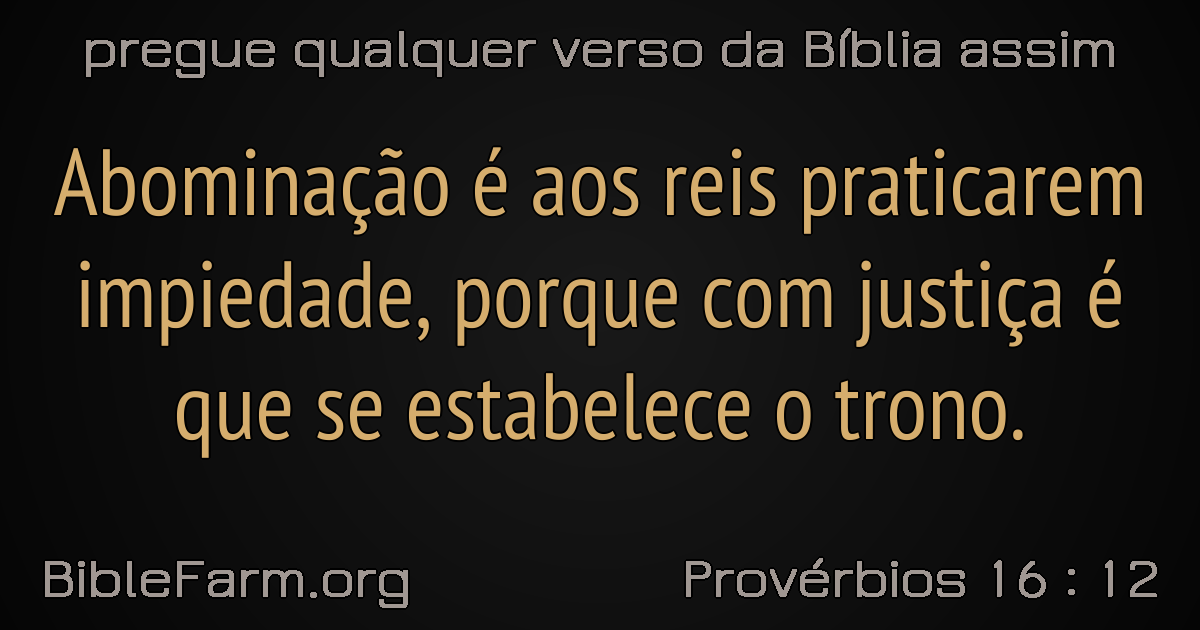 pregue qualquer verso da Bíblia assim
Abominação é aos reis praticarem
impiedade, porque com justiça é
que se estabelece o trono.
BibleFarm.org
Provérbios 16 : 12